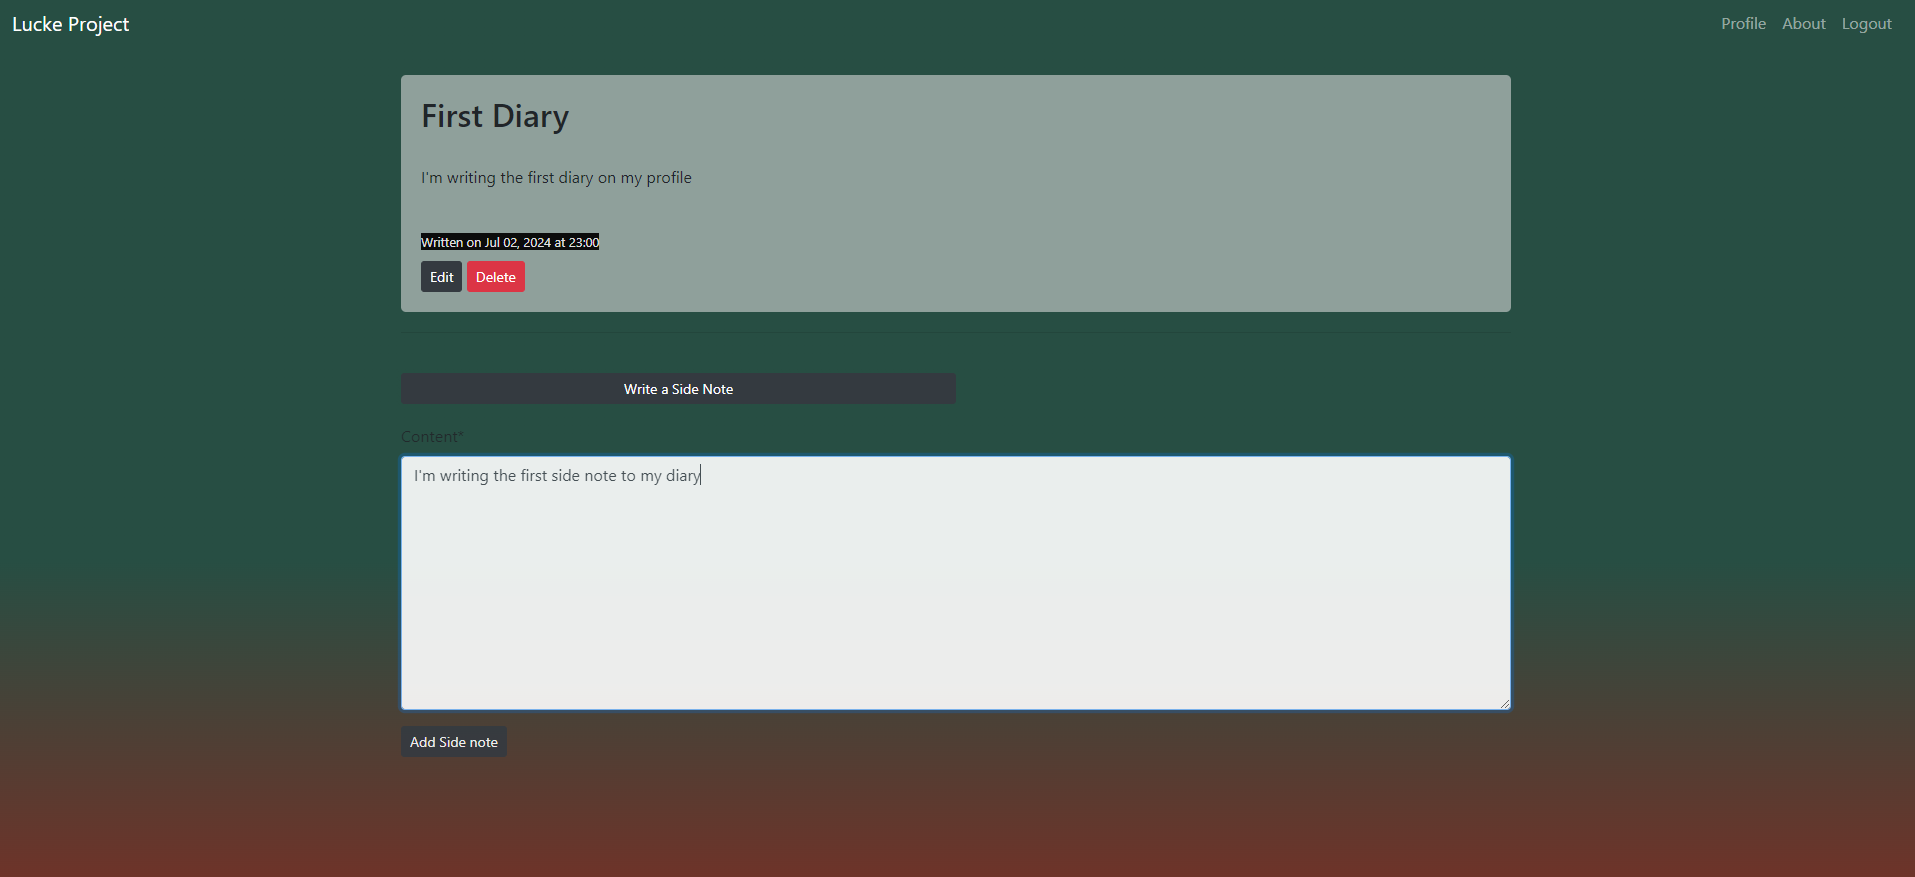 Lucke Project
Profile About Logout
First Diary
I'm writing the first diary on my profile
Written on Jul 02, 2024 at 23:00
Edit Delete
Write a Side Note
Content*
I'm writing the first side note to my diary
Add Side note